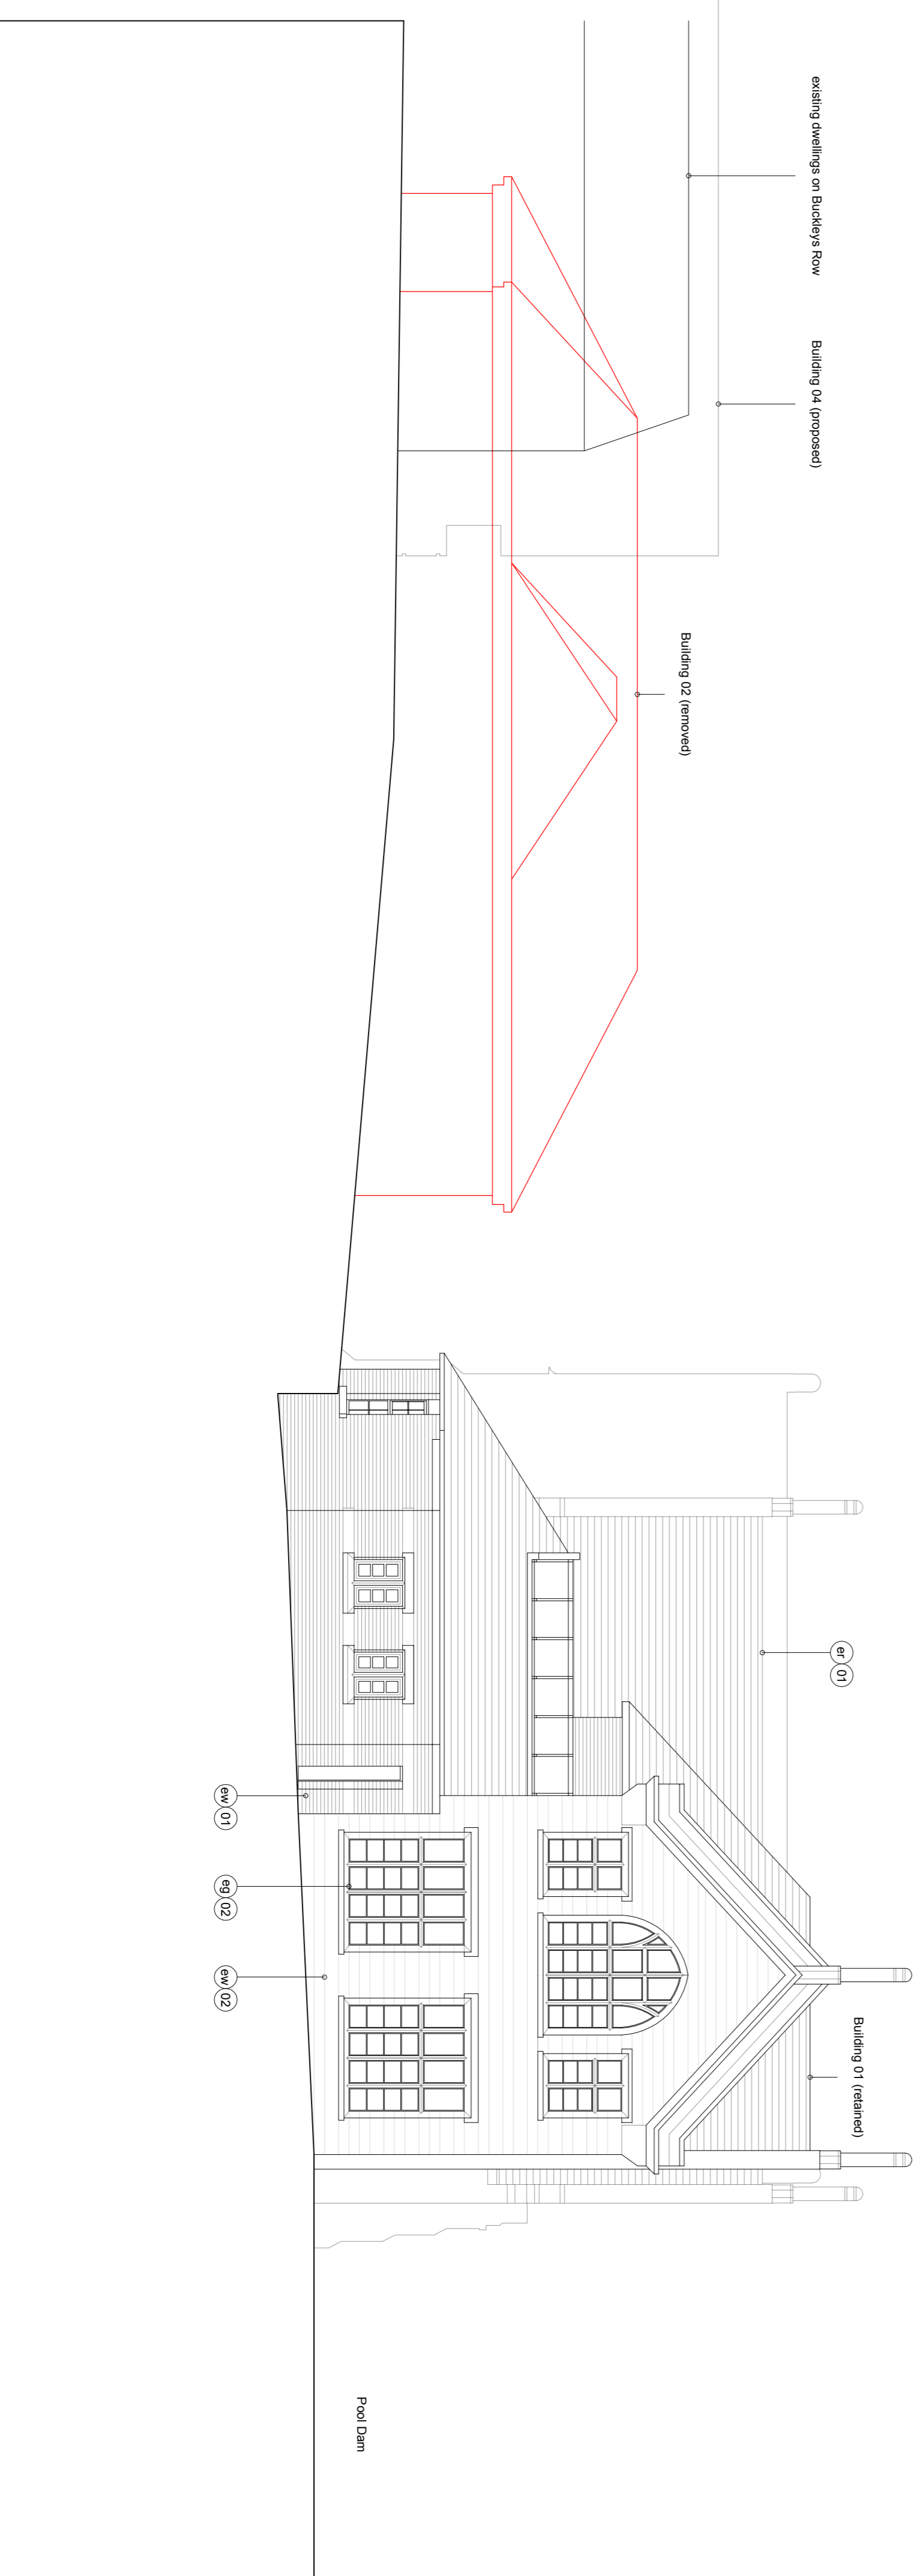 existing dwellings on Buckleys Row
Building 04 (proposed)
Building 02 (removed)
er 01
Building 01 (retained)
ew 01
eg 02
ew 02
Pool Dam